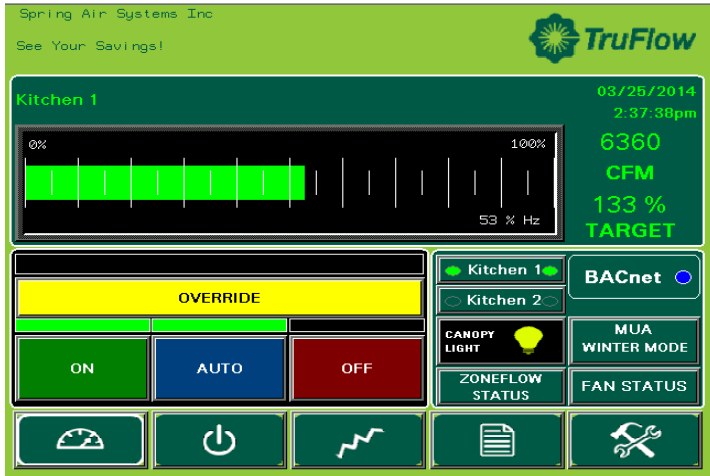 Spring Air Systems Inc
See Your Savings!
TruFlow
Kitchen 1
03/25/2014
2:37:38pm
0%
100%
53 % Hz
6360
CFM
133 %
TARGET
OVERRIDE
ON
AUTO
OFF
Kitchen 1
Kitchen 2
BACnet
CANOPY
LIGHT
MUA
WINTER MODE
ZONEFLOW
STATUS
FAN STATUS